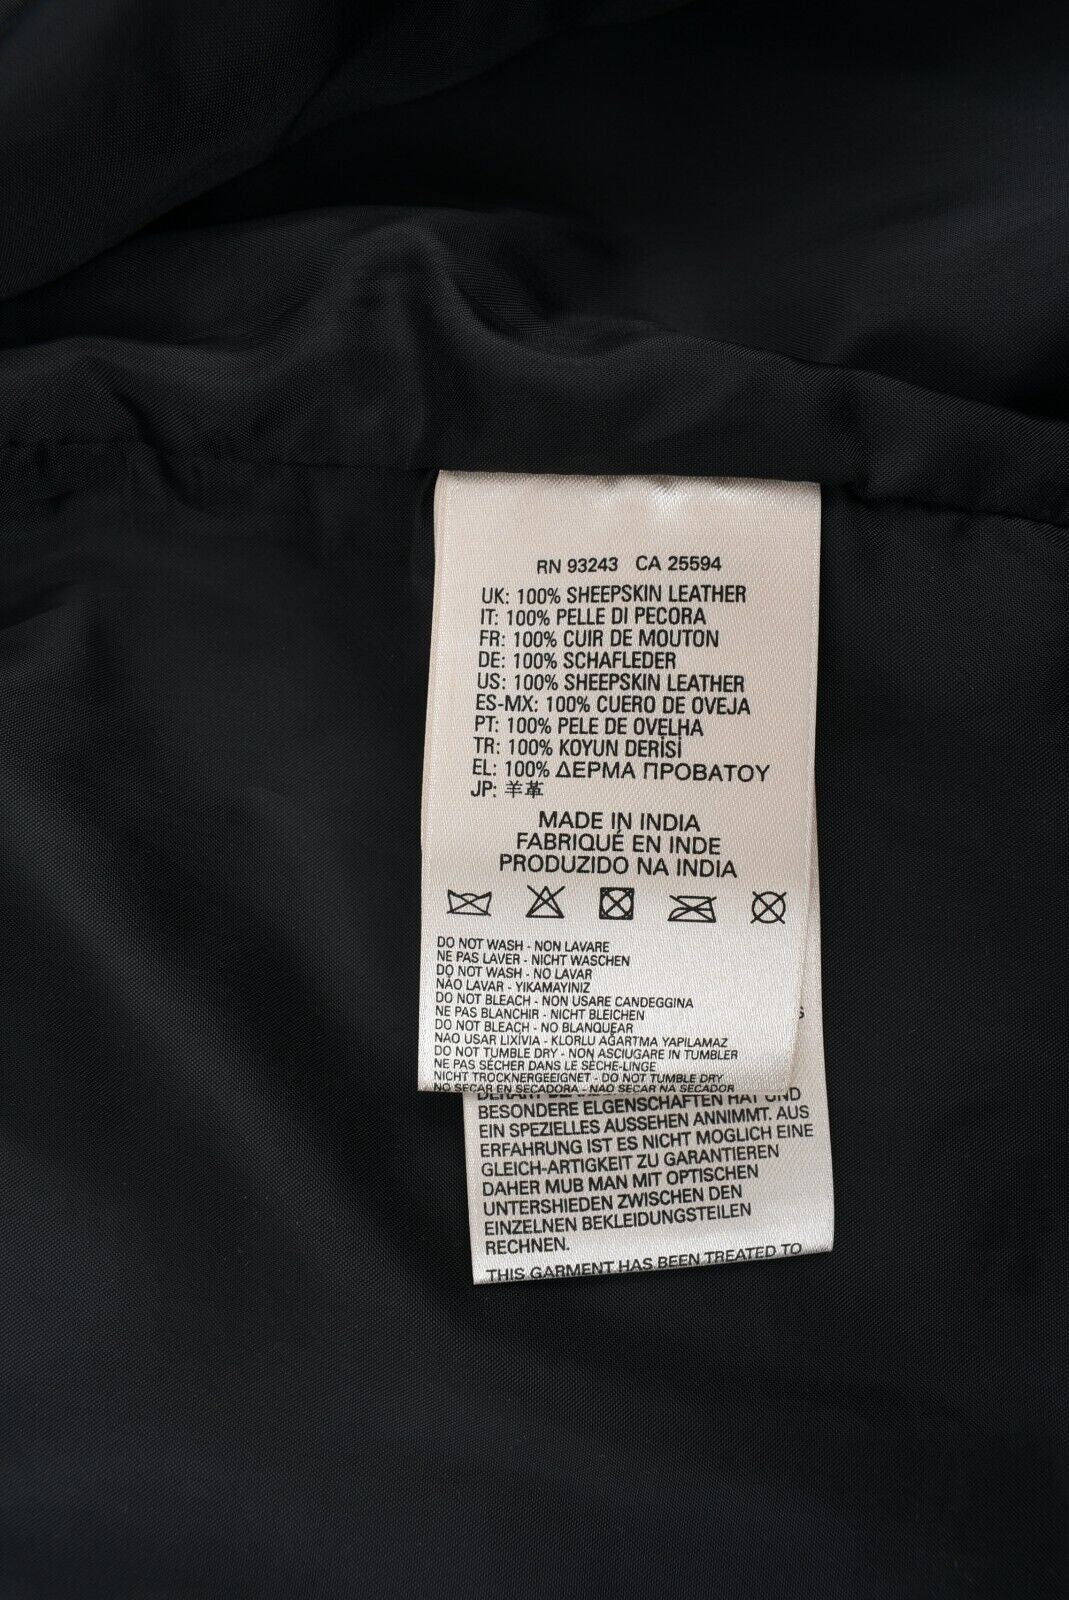 RN 93243 CA 25594
UK: 100% SHEEPSKIN LEATHER
IT: 100% PELLE DI PECORA
FR: 100% CUIR DE MOUTON
DE: 100% SCHAFLEDER
US: 100% SHEEPSKIN LEATHER
ES-MX: 100% CUERO DE OVEJA
PT: 100% PELE DE OVELHA
TR: 100% KOYUN DERİSİ
EL: 100% ΔΕΡΜΑ ΠΡΟΒΑΤΟΥ
JP: 羊革
MADE IN INDIA
FABRIQUÉ EN INDE
PRODUZIDO NA INDIA
DO NOT WASH - NON LAVARE
NE PAS LAVER - NICHT WASCHEN
DO NOT WASH - NO LAVAR
NÃO LAVAR - YIKAMAYINIZ
DO NOT BLEACH - NON USARE CANDEGGINA
NE PAS BLANCHIR - NICHT BLEICHEN
DO NOT BLEACH - NO BLANQUEAR
NÃO USAR LIXÍVIA - KLORLU AĞARTMA YAPILAMAZ
DO NOT TUMBLE DRY - NON ASCIUGARE IN TUMBLER
NE PAS SÉCHER DANS LE SÈCHE-LINGE
NICHT TROCKNERGEEIGNET - DO NOT TUMBLE DRY
NO SECAR EN SECADORA - NÃO SECAR NA SECADOR
S
HAT UND
BESONDERE ELGENSCHAFTEN
EIN SPEZIELLES AUSSEHEN ANNIMMT. AUS
ERFAHRUNG IST ES NICHT MOGLICH EINE
GLEICH-ARTIGKEIT ZU GARANTIEREN
DAHER MUB MAN MIT OPTISCHEN
UNTERSHIEDEN ZWISCHEN DEN
EINZELNEN BEKLEIDUNGSTEILEN
RECHNEN.
THIS GARMENT HAS BEEN TREATED TO